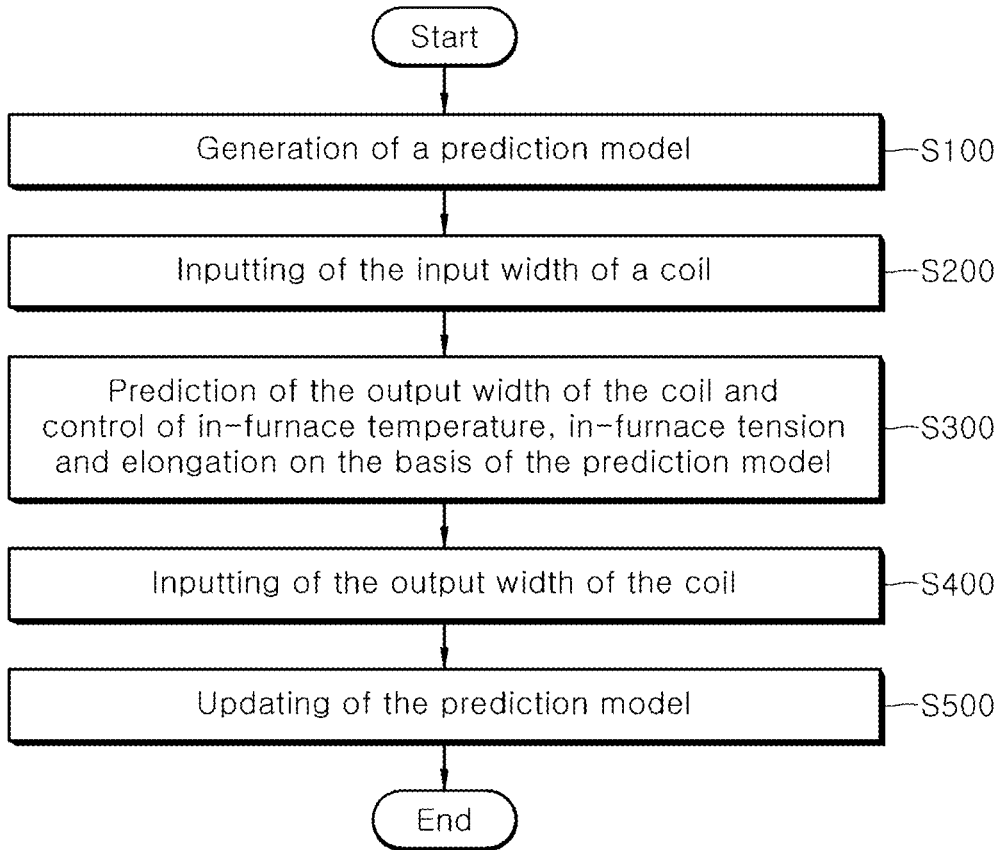 Start
Generation of a prediction model
S100
Inputting of the input width of a coil
S200
Prediction of the output width of the coil and
control of in-furnace temperature, in-furnace tension
and elongation on the basis of the prediction model
S300
Inputting of the output width of the coil
S400
Updating of the prediction model
S500
End